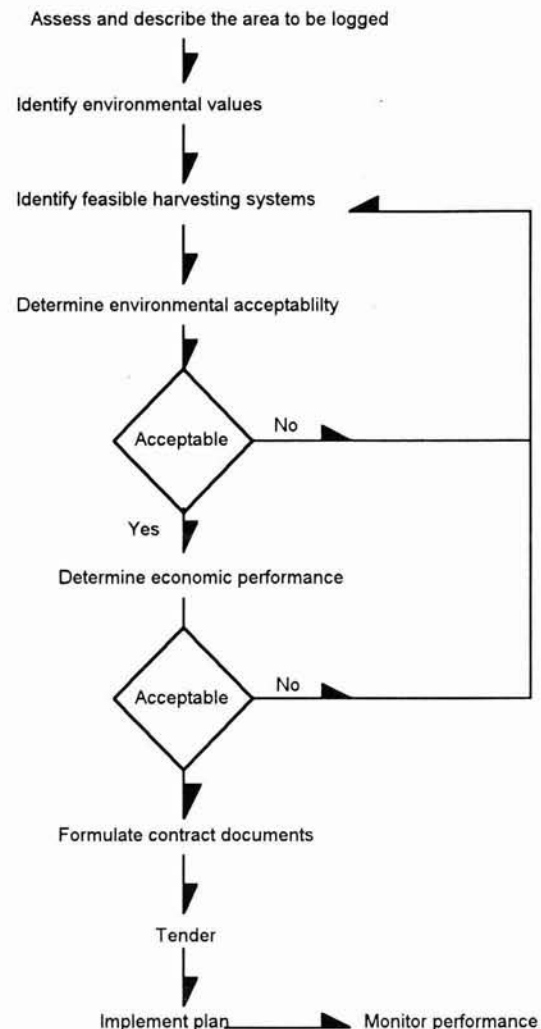 Assess and describe the area to be logged
Identify environmental values
Identify feasible harvesting systems
Determine environmental acceptablilty
Acceptable
No
Yes
Determine economic performance
Acceptable
No
Formulate contract documents
Tender
Implement plan
Monitor performance